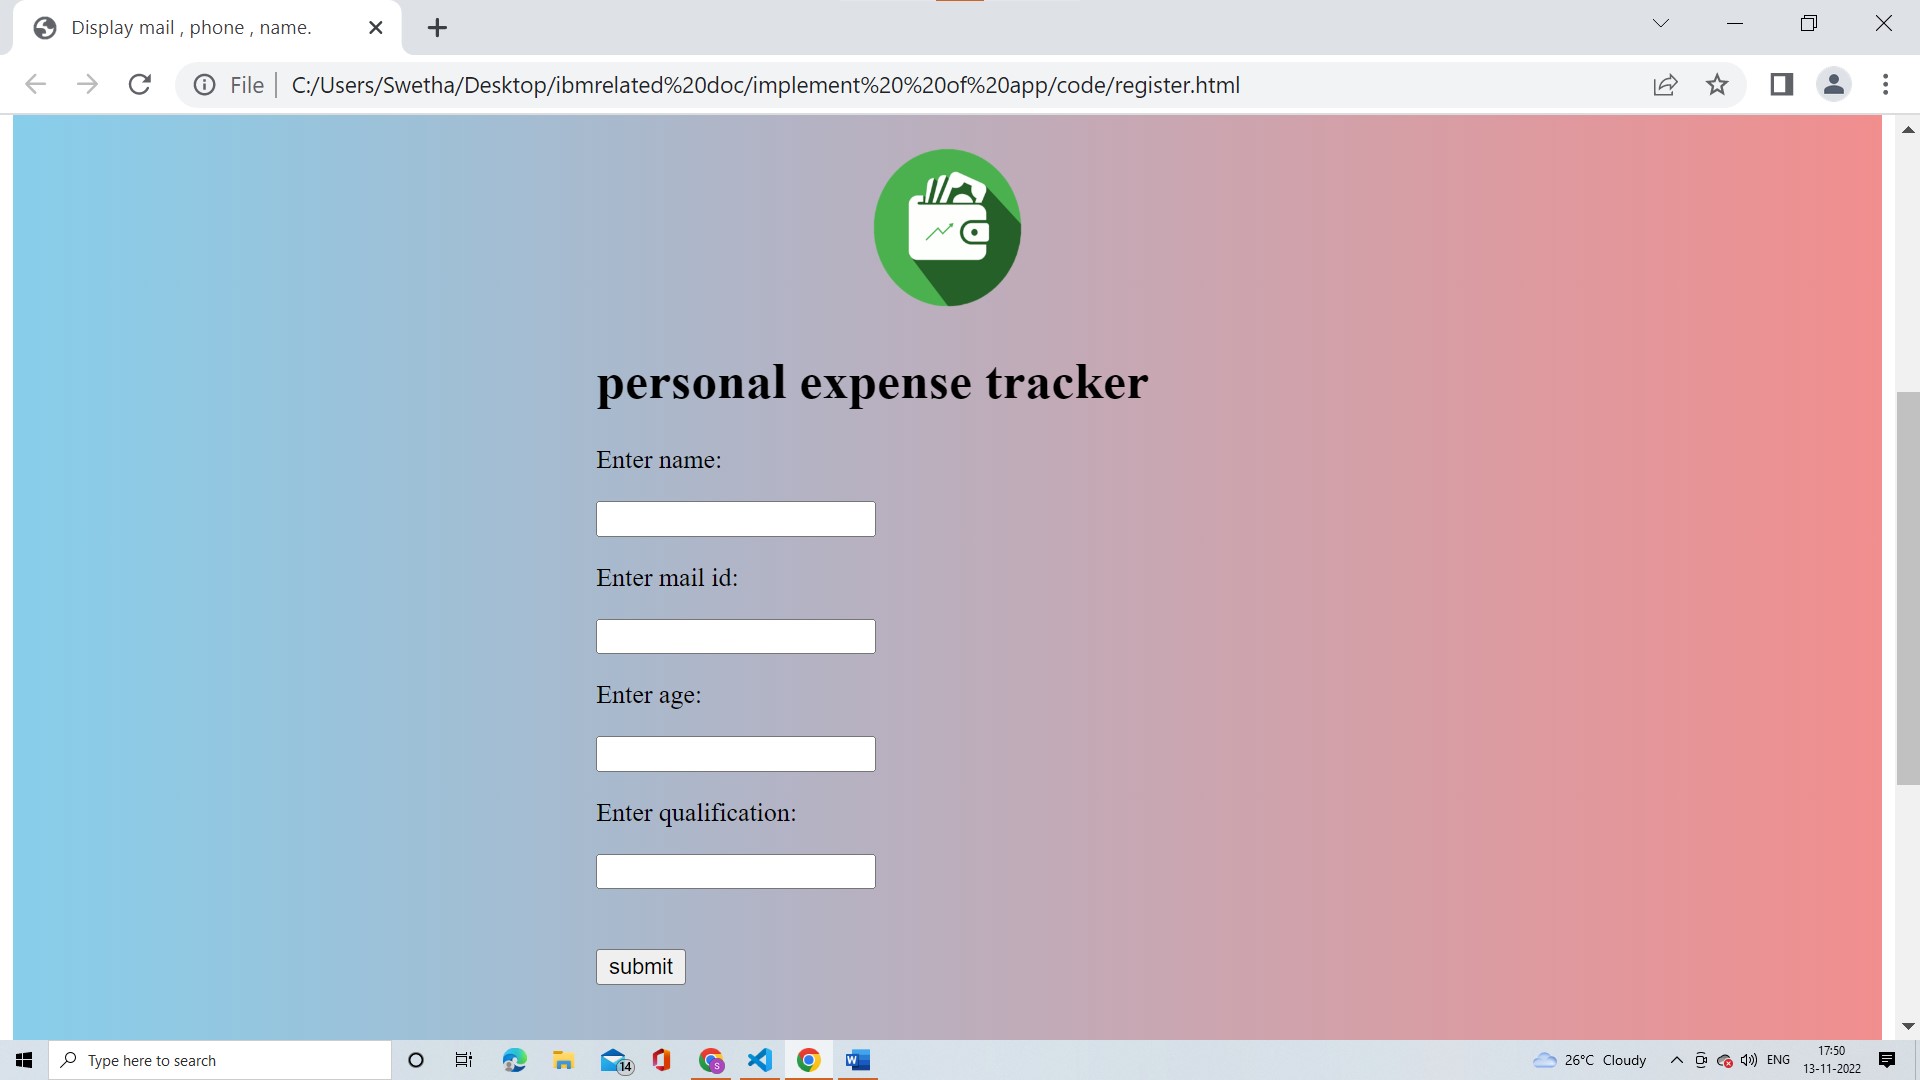 Display mail , phone , name.
File
C:/Users/Swetha/Desktop/ibmrelated%20doc/implement%20%20of%20app/code/register.html
personal expense tracker
Enter name:
Enter mail id:
Enter age:
Enter qualification:
submit
Type here to search
14
S
W
26°C Cloudy
ENG
17:50
13-11-2022